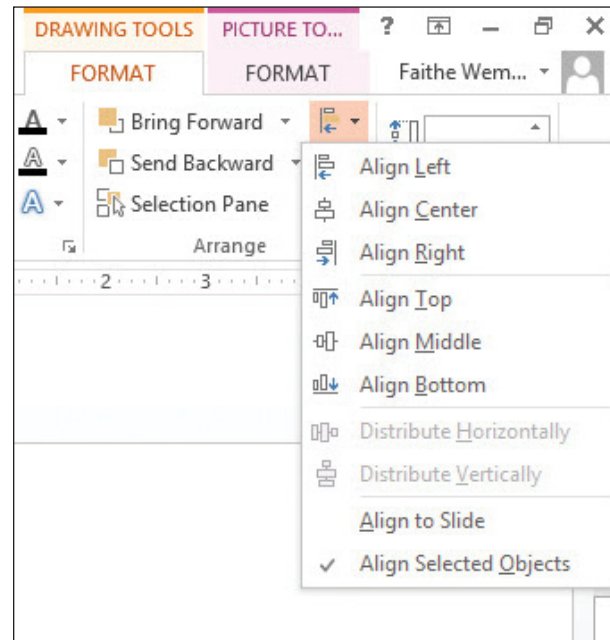 DRAWING TOOLS PICTURE TO... ?
FORMAT FORMAT Faithe Wem...
A Bring Forward
A Send Backward
A Selection Pane
Arrange
2 3
Align Left
Align Center
Align Right
Align Top
Align Middle
Align Bottom
Distribute Horizontally
Distribute Vertically
Align to Slide
Align Selected Objects